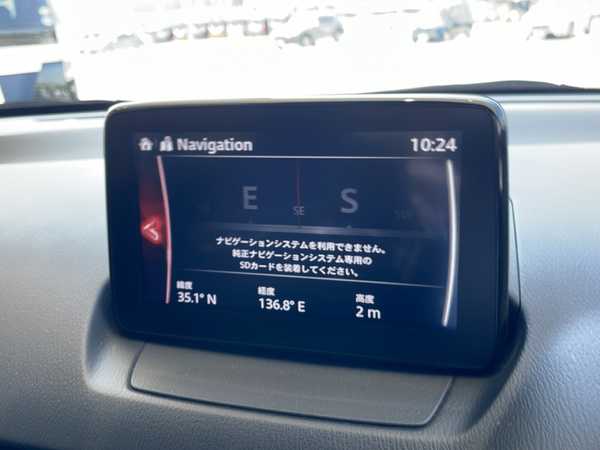 Navigation
10:24
E
SE
S
ナビゲーションシステムを利用できません。
純正ナビゲーションシステム専用の
SDカードを装着してください。
緯度
経度
高度
35.1° N
136.8° E
2 m